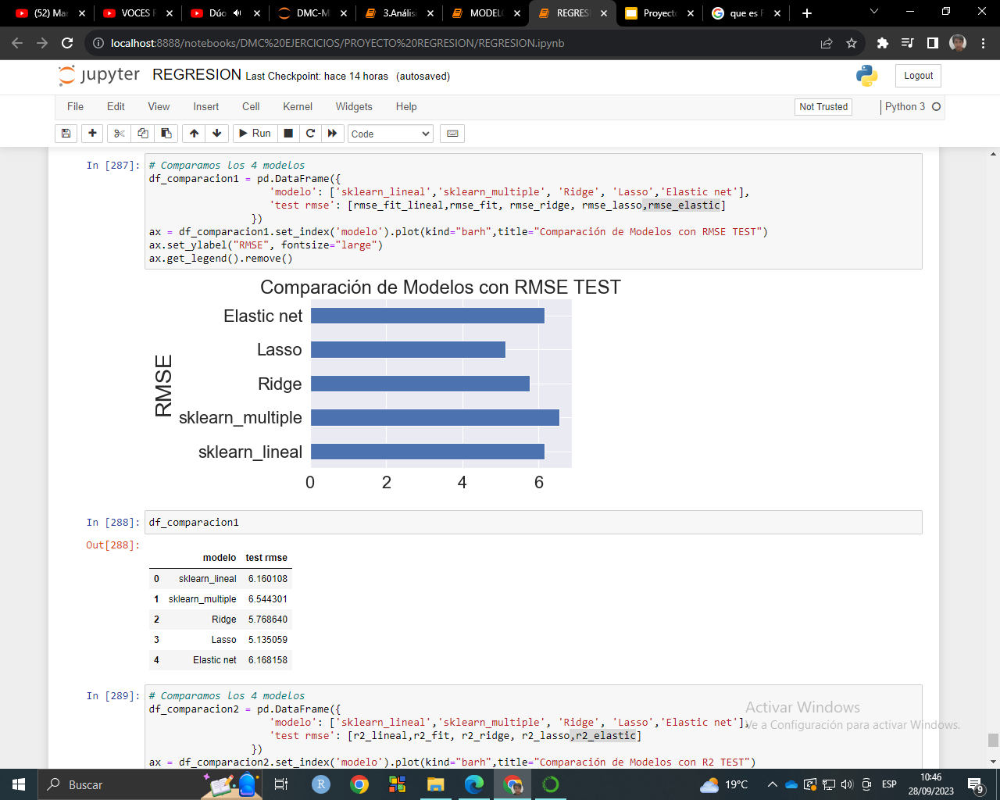 (52) Mar
VOCES F
Dúo
DMC-M
3.Análisi
MODELO
REGRESI
Proyecto
que es F
localhost:8888/notebooks/DMC%20EJERCICIOS/PROYECTO%20REGRESION/REGRESION.ipynb
jupyter REGRESION Last Checkpoint: hace 14 horas (autosaved)
Logout
File Edit View Insert Cell Kernel Widgets Help
Not Trusted
Python 3
Run
Code
In [287]: # Comparamos los 4 modelos
df_comparacion1 = pd.DataFrame({
'modelo': ['sklearn_lineal','sklearn_multiple', 'Ridge', 'Lasso','Elastic net'],
'test rmse': [rmse_fit_lineal,rmse_fit, rmse_ridge, rmse_lasso,rmse_elastic]
})
ax = df_comparacion1.set_index('modelo').plot(kind="barh",title="Comparación de Modelos con RMSE TEST")
ax.set_ylabel("RMSE", fontsize="large")
ax.get_legend().remove()
Comparación de Modelos con RMSE TEST
RMSE
Elastic net
Lasso
Ridge
sklearn_multiple
sklearn_lineal
0 2 4 6
In [288]: df_comparacion1
Out[288]:
modelo test rmse
0 sklearn_lineal 6.160108
1 sklearn_multiple 6.544301
2 Ridge 5.768640
3 Lasso 5.135059
4 Elastic net 6.168158
In [289]: # Comparamos los 4 modelos
df_comparacion2 = pd.DataFrame({
'modelo': ['sklearn_lineal','sklearn_multiple', 'Ridge', 'Lasso','Elastic net'],
'test rmse': [r2_lineal,r2_fit, r2_ridge, r2_lasso,r2_elastic]
})
ax = df_comparacion2.set_index('modelo').plot(kind="barh",title="Comparación de Modelos con R2 TEST")
Activar Windows
Ve a Configuración para activar Windows.
Buscar
R
19°C
ESP
10:46
28/09/2023
9